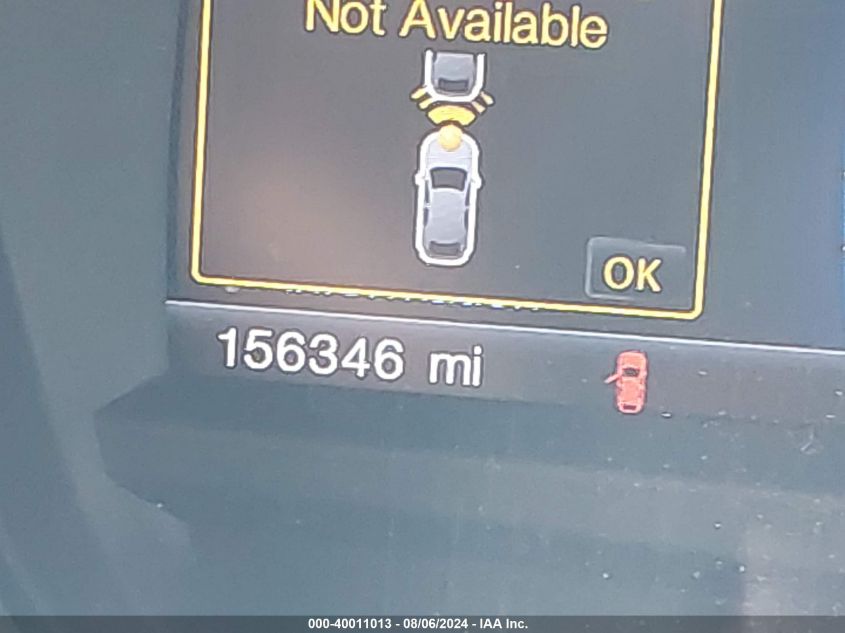 Not Available
OK
156346 mi
000-40011013 - 08/06/2024 - IAA Inc.